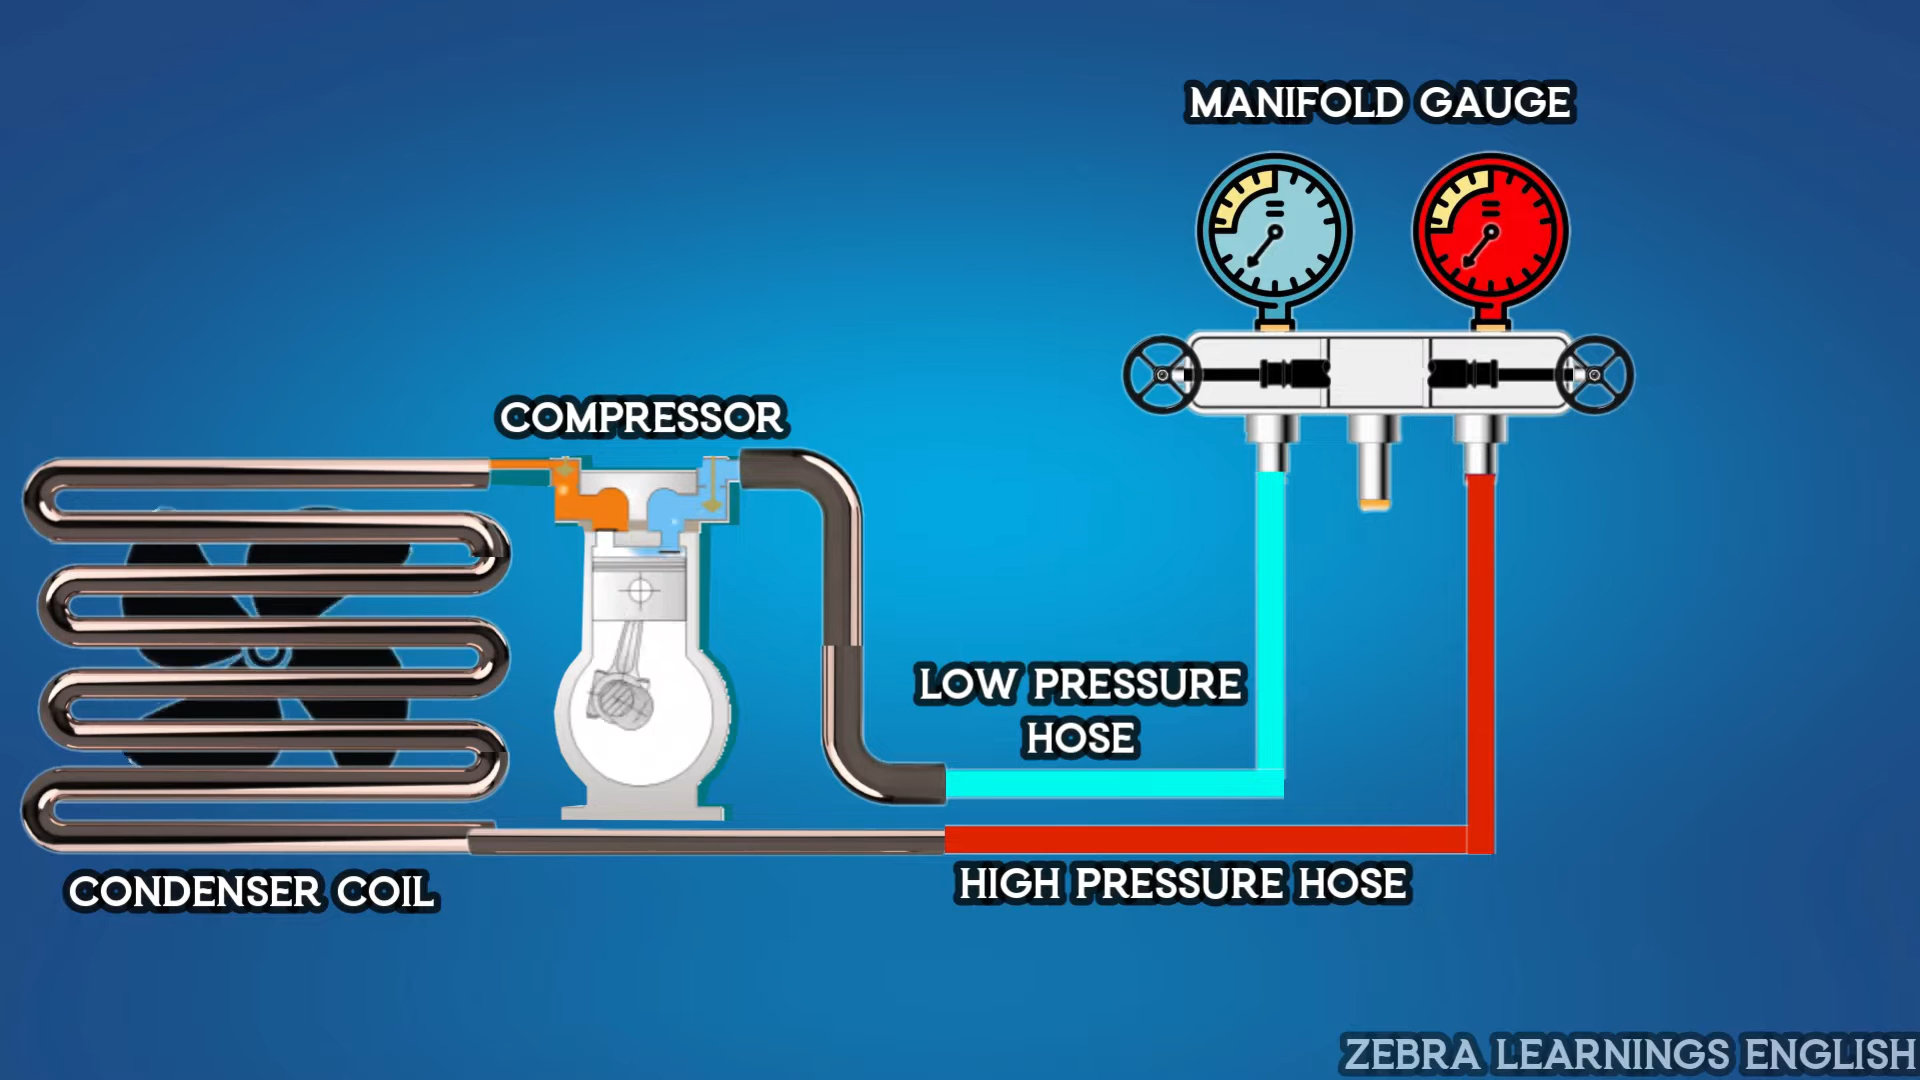 MANIFOLD GAUGE
COMPRESSOR
LOW PRESSURE
HOSE
HIGH PRESSURE HOSE
CONDENSER COIL
ZEBRA LEARNINGS ENGLISH